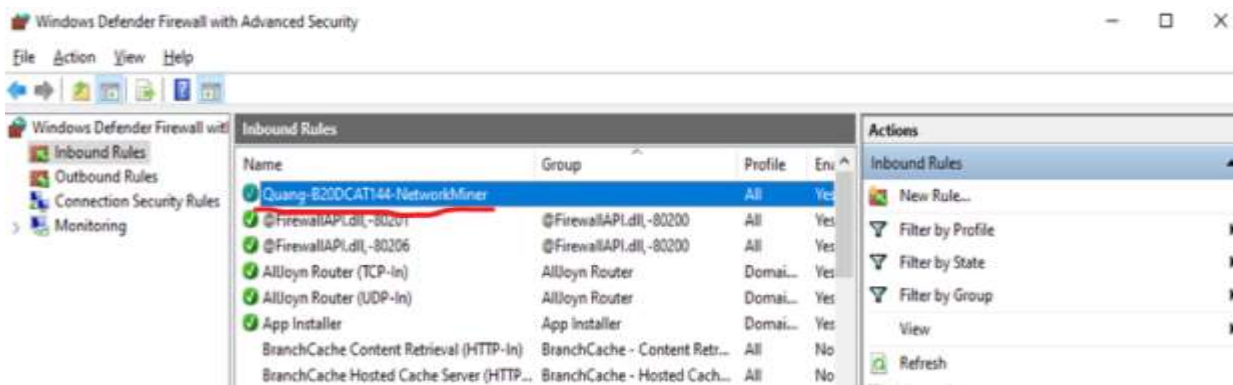 Windows Defender Firewall with Advanced Security
File Action View Help
Windows Defender Firewall witl
Inbound Rules
Outbound Rules
Connection Security Rules
Monitoring
Inbound Rules
Name Group Profile Ena
Quang-B20DCAT144-NetworkMiner All Yes
@FirewallAPI.dll,-80201 @FirewallAPI.dll,-80200 All Yes
@FirewallAPI.dll,-80206 @FirewallAPI.dll,-80200 All Yes
AllJoyn Router (TCP-In) AllJoyn Router Domai... Yes
AllJoyn Router (UDP-In) AllJoyn Router Domai... Yes
App Installer App Installer Domai... Yes
BranchCache Content Retrieval (HTTP-In) BranchCache - Content Retr... All No
BranchCache Hosted Cache Server (HTTP... BranchCache - Hosted Cach... All No
Actions
Inbound Rules
New Rule...
Filter by Profile
Filter by State
Filter by Group
View
Refresh